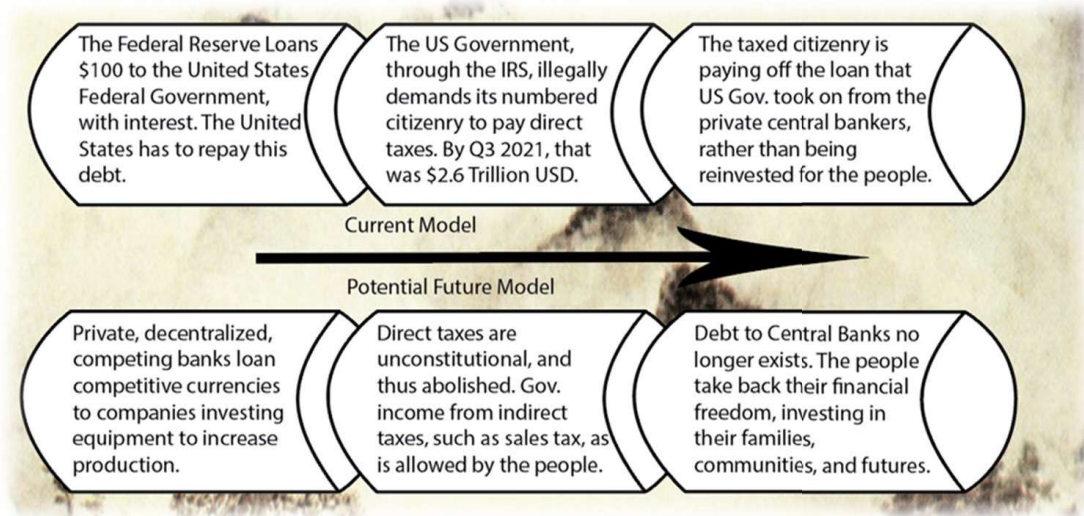 The Federal Reserve Loans
$100 to the United States
Federal Government,
with interest. The United
States has to repay this
debt.
The US Government,
through the IRS, illegally
demands its numbered
citizenry to pay direct
taxes. By Q3 2021, that
was $2.6 Trillion USD.
The taxed citizenry is
paying off the loan that
US Gov. took on from the
private central bankers,
rather than being
reinvested for the people.
Current Model
Potential Future Model
Private, decentralized,
competing banks loan
competitive currencies
to companies investing
equipment to increase
production.
Direct taxes are
unconstitutional, and
thus abolished. Gov.
income from indirect
taxes, such as sales tax, as
is allowed by the people.
Debt to Central Banks no
longer exists. The people
take back their financial
freedom, investing in
their families,
communities, and futures.